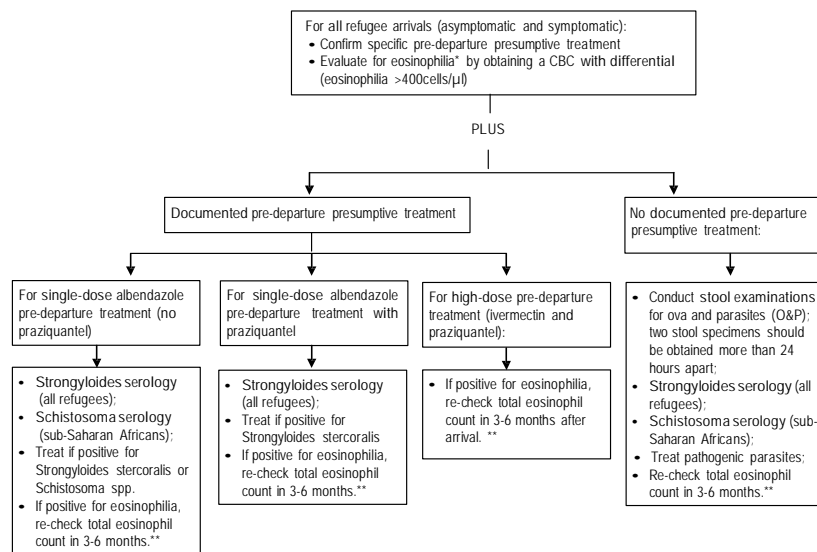 For all refugee arrivals (asymptomatic and symptomatic):
• Confirm specific pre-departure presumptive treatment
• Evaluate for eosinophilia* by obtaining a CBC with differential
(eosinophilia >400cells/µl)
PLUS
Documented pre-departure presumptive treatment
No documented pre-departure
presumptive treatment:
For single-dose albendazole
pre-departure treatment (no
praziquantel)
For single-dose albendazole
pre-departure treatment with
praziquantel
For high-dose pre-departure
treatment (ivermectin and
praziquantel):
• Strongyloides serology
(all refugees);
• Schistosoma serology
(sub-Saharan Africans);
• Treat if positive for
Strongyloides stercoralis or
Schistosoma spp.
• If positive for eosinophilia,
re-check total eosinophil
count in 3-6 months.**
• Strongyloides serology
(all refugees);
• Treat if positive for
Strongyloides stercoralis
• If positive for eosinophilia,
re-check total eosinophil
count in 3-6 months.**
• If positive for eosinophilia,
re-check total eosinophil
count in 3-6 months after
arrival. **
• Conduct stool examinations
for ova and parasites (O&P);
two stool specimens should
be obtained more than 24
hours apart;
• Strongyloides serology (all
refugees);
• Schistosoma serology (sub-
Saharan Africans);
• Treat pathogenic parasites;
• Re-check total eosinophil
count in 3-6 months.**